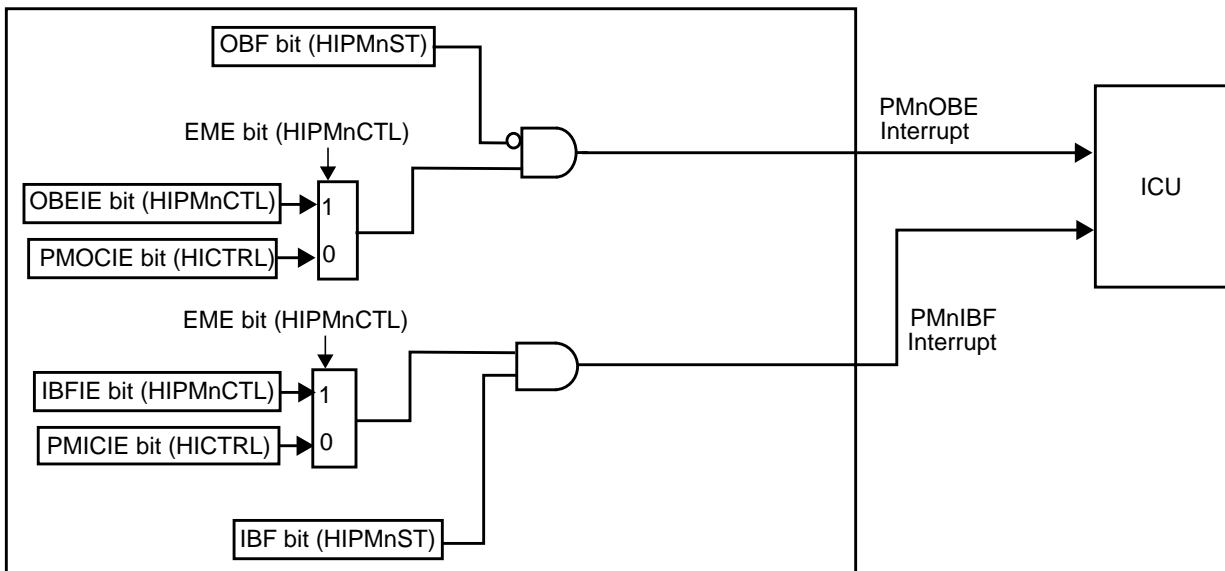 OBF bit (HIPMnST)
EME bit (HIPMnCTL)
OBEIE bit (HIPMnCTL)
1
PMOCIE bit (HICTRL)
0
PMnOBE
Interrupt
ICU
EME bit (HIPMnCTL)
IBFIE bit (HIPMnCTL)
1
PMICIE bit (HICTRL)
0
PMnIBF
Interrupt
IBF bit (HIPMnST)